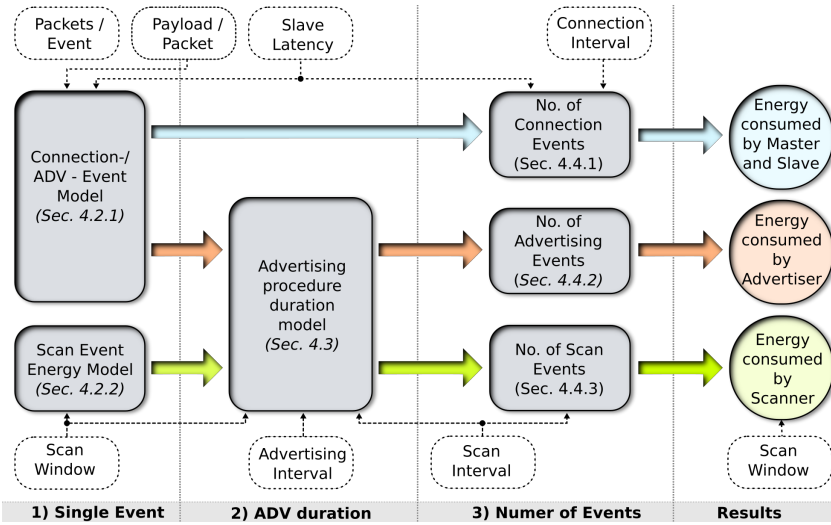 Packets /
Event
Payload /
Packet
Slave
Latency
Connection
Interval
Connection-/
ADV - Event
Model
(Sec. 4.2.1)
No. of
Connection
Events
(Sec. 4.4.1)
Energy
consumed
by Master
and Slave
Advertising
procedure
duration
model
(Sec. 4.3)
No. of
Advertising
Events
(Sec. 4.4.2)
Energy
consumed
by
Advertiser
Scan Event
Energy Model
(Sec. 4.2.2)
No. of Scan
Events
(Sec. 4.4.3)
Energy
consumed
by
Scanner
Scan
Window
Advertising
Interval
Scan
Interval
Scan
Window
1) Single Event
2) ADV duration
3) Numer of Events
Results